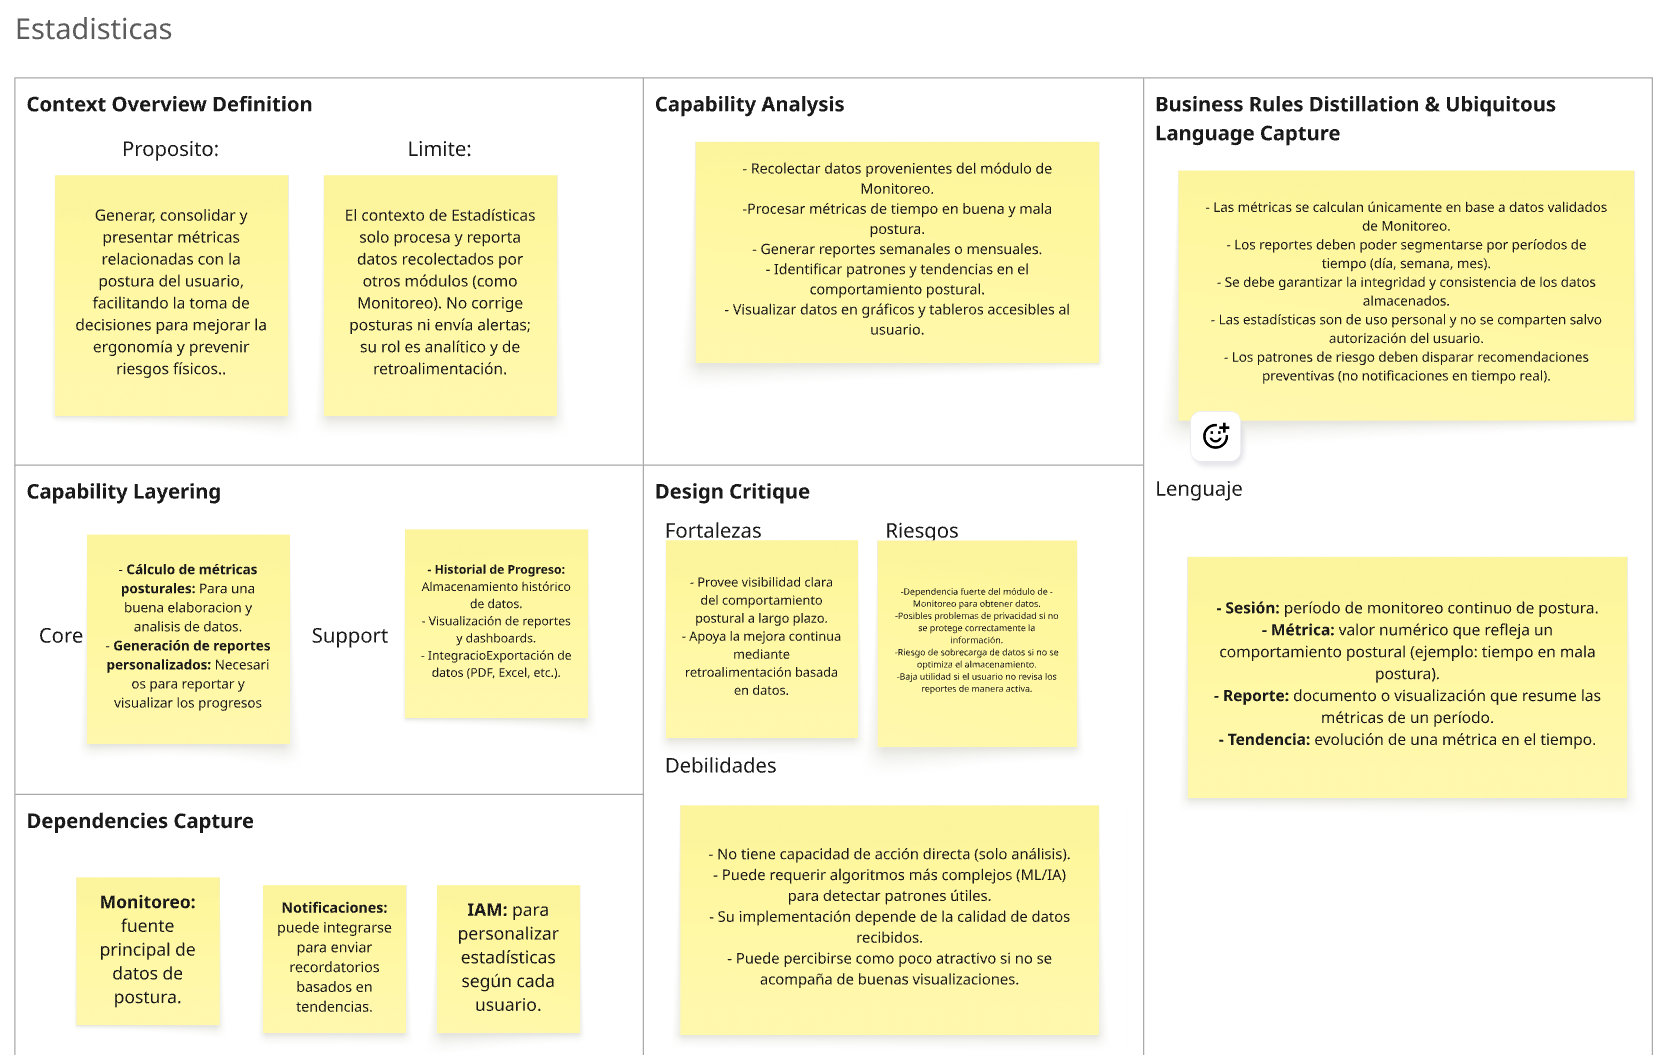 Estadisticas
Context Overview Definition
Proposito:
Generar, consolidar y
presentar métricas
relacionadas con la
postura del usuario,
facilitando la toma de
decisiones para mejorar la
ergonomía y prevenir
riesgos físicos..
Limite:
El contexto de Estadísticas
solo procesa y reporta
datos recolectados por
otros módulos (como
Monitoreo). No corrige
posturas ni envía alertas;
su rol es analítico y de
retroalimentación.
Capability Analysis
- Recolectar datos provenientes del módulo de
Monitoreo.
-Procesar métricas de tiempo en buena y mala
postura.
- Generar reportes semanales o mensuales.
- Identificar patrones y tendencias en el
comportamiento postural.
- Visualizar datos en gráficos y tableros accesibles al
usuario.
Business Rules Distillation & Ubiquitous
Language Capture
- Las métricas se calculan únicamente en base a datos validados
de Monitoreo.
- Los reportes deben poder segmentarse por períodos de
tiempo (día, semana, mes).
- Se debe garantizar la integridad y consistencia de los datos
almacenados.
- Las estadísticas son de uso personal y no se comparten salvo
autorización del usuario.
- Los patrones de riesgo deben disparar recomendaciones
preventivas (no notificaciones en tiempo real).
Lenguaje
- Sesión: período de monitoreo continuo de postura.
- Métrica: valor numérico que refleja un
comportamiento postural (ejemplo: tiempo en mala
postura).
- Reporte: documento o visualización que resume las
métricas de un período.
- Tendencia: evolución de una métrica en el tiempo.
Capability Layering
Core
- Cálculo de métricas
posturales: Para una
buena elaboracion y
analisis de datos.
- Generación de reportes
personalizados: Necesari
os para reportar y
visualizar los progresos
Support
- Historial de Progreso:
Almacenamiento histórico
de datos.
- Visualización de reportes
y dashboards.
- IntegracioExportación de
datos (PDF, Excel, etc.).
Design Critique
Fortalezas
- Provee visibilidad clara
del comportamiento
postural a largo plazo.
- Apoya la mejora continua
mediante
retroalimentación basada
en datos.
Riesgos
-Dependencia fuerte del módulo de -
Monitoreo para obtener datos.
-Posibles problemas de privacidad si no
se protege correctamente la
información.
-Riesgo de sobrecarga de datos si no se
optimiza el almacenamiento.
-Baja utilidad si el usuario no revisa los
reportes de manera activa.
Debilidades
- No tiene capacidad de acción directa (solo análisis).
- Puede requerir algoritmos más complejos (ML/IA)
para detectar patrones útiles.
- Su implementación depende de la calidad de datos
recibidos.
- Puede percibirse como poco atractivo si no se
acompaña de buenas visualizaciones.
Dependencies Capture
Monitoreo:
fuente
principal de
datos de
postura.
Notificaciones:
puede integrarse
para enviar
recordatorios
basados en
tendencias.
IAM: para
personalizar
estadísticas
según cada
usuario.